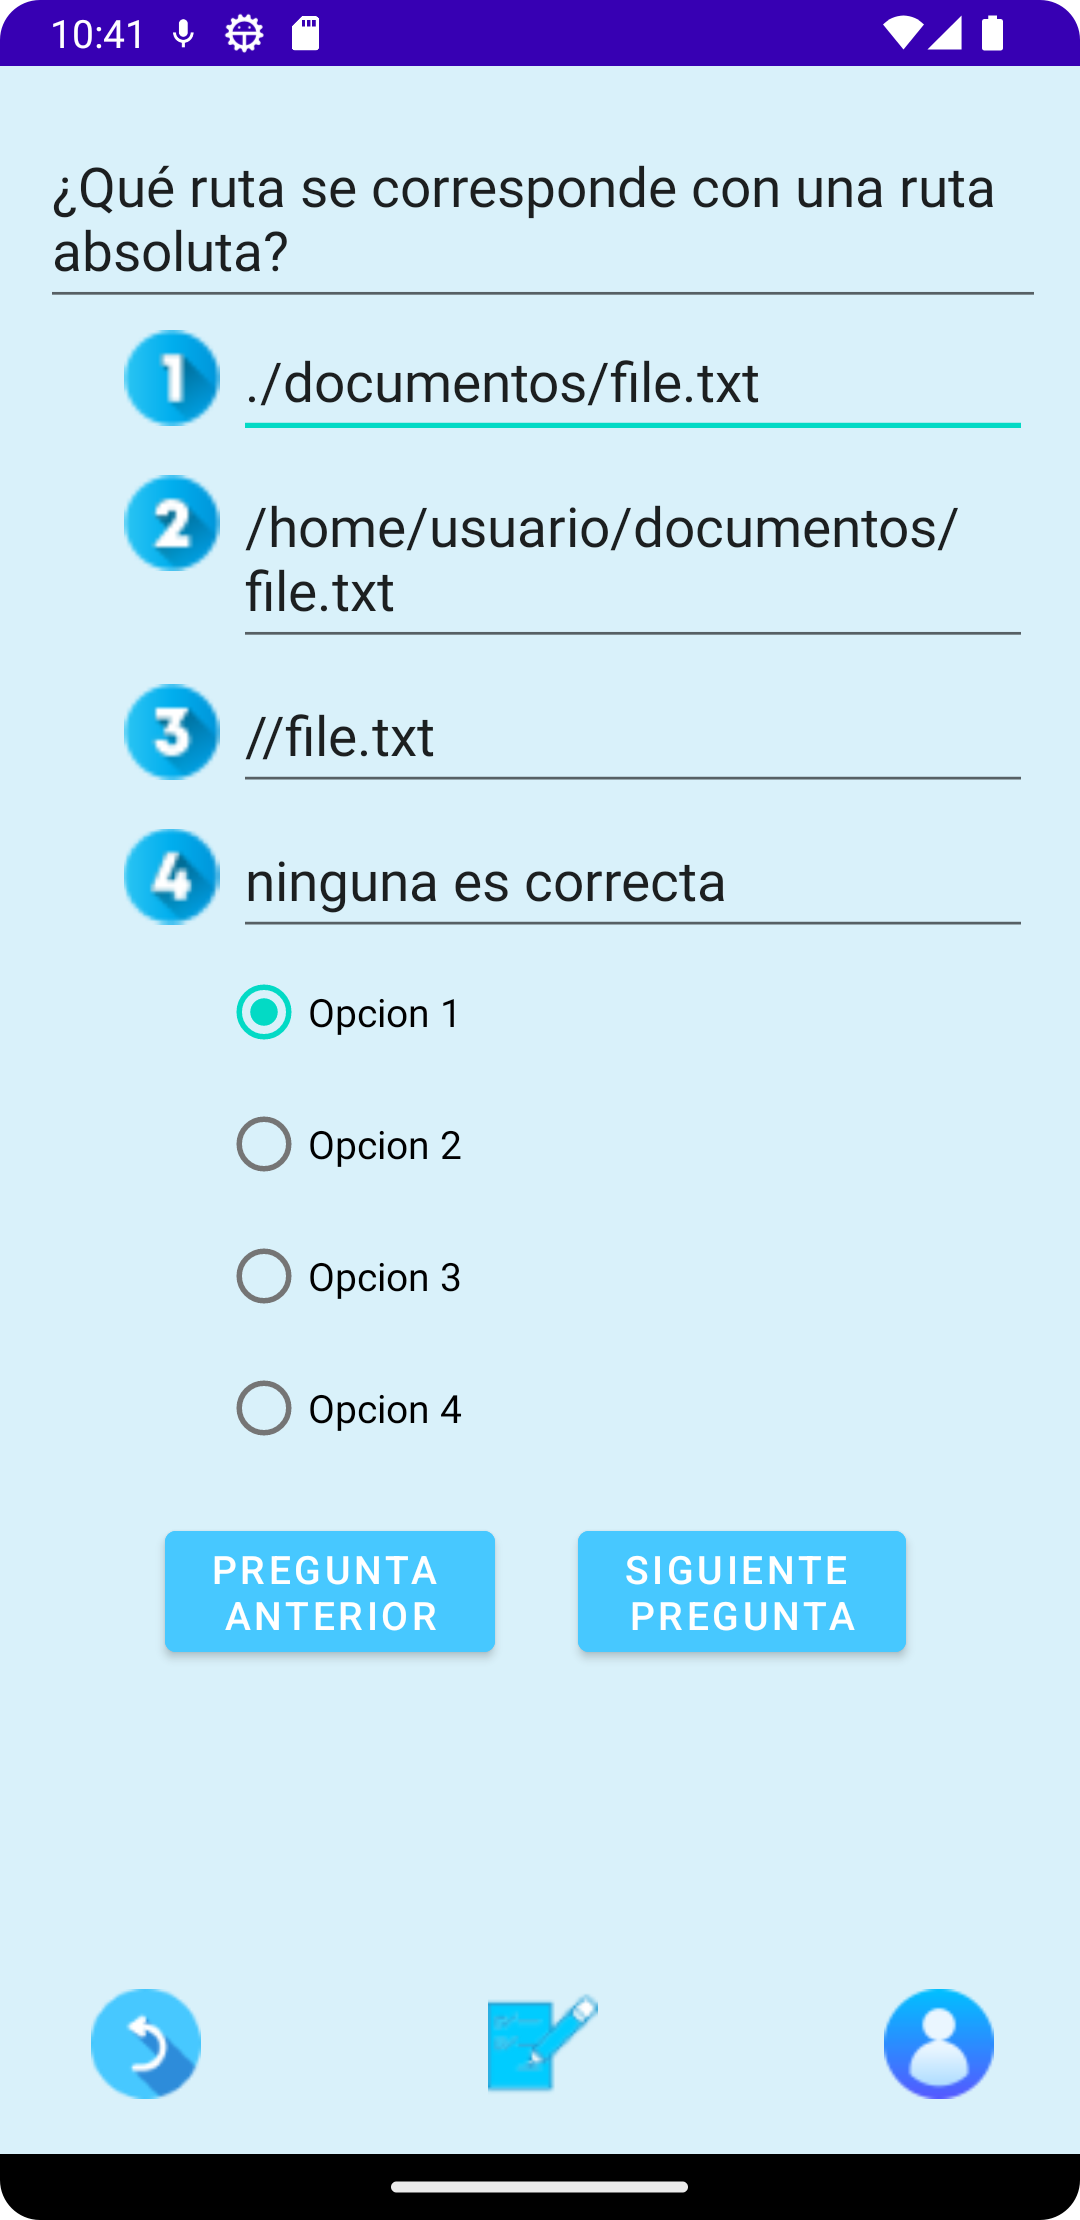 10:41
¿Qué ruta se corresponde con una ruta
absoluta?
1 ./documentos/file.txt
2 /home/usuario/documentos/
file.txt
3 //file.txt
4 ninguna es correcta
Opcion 1
Opcion 2
Opcion 3
Opcion 4
PREGUNTA
ANTERIOR
SIGUIENTE
PREGUNTA